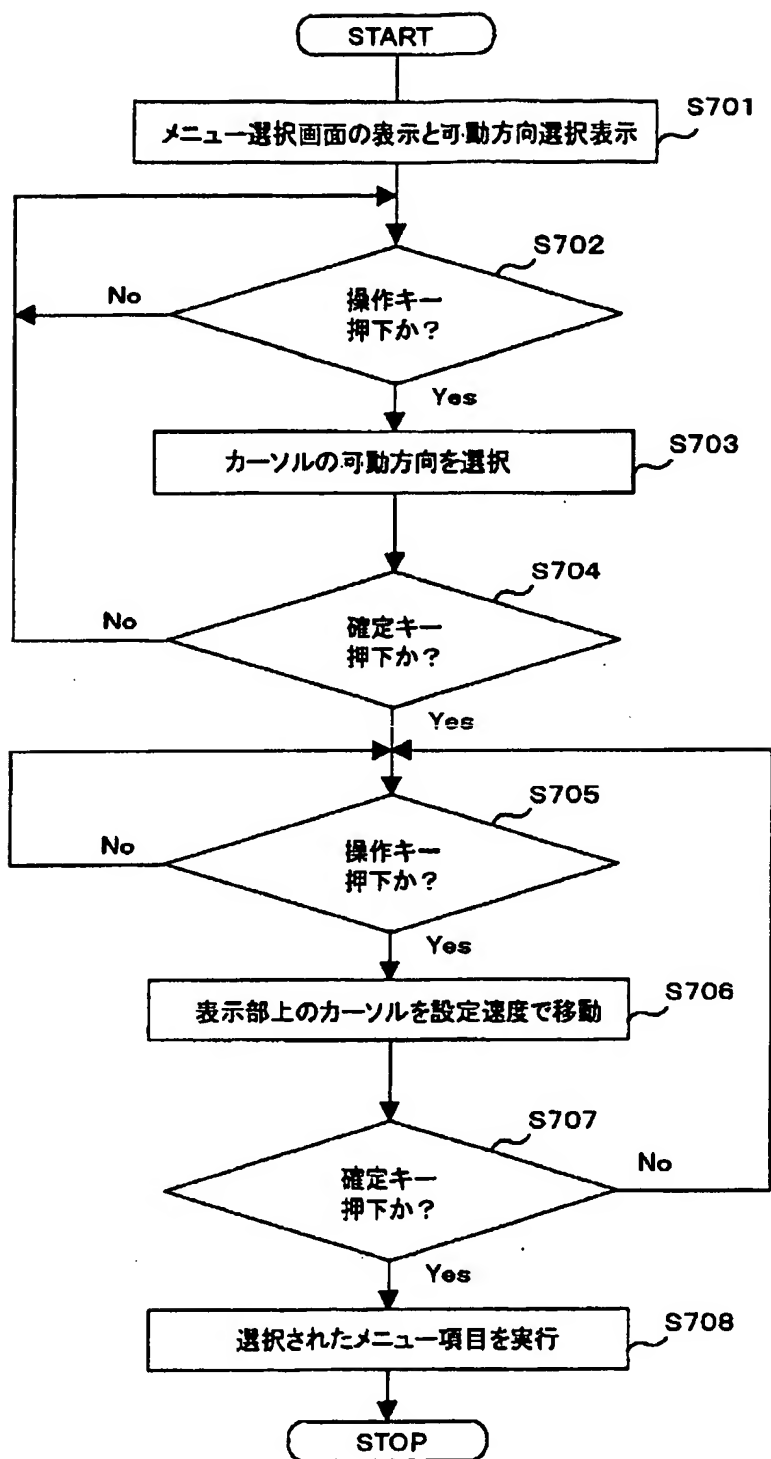 START
メニュー選択画面の表示と可動方向選択表示
S701
S702
操作キー
押下か？
No
Yes
カーソルの可動方向を選択
S703
S704
確定キー
押下か？
No
Yes
S705
操作キー
押下か？
No
Yes
表示部上のカーソルを設定速度で移動
S706
S707
確定キー
押下か？
No
Yes
選択されたメニュー項目を実行
S708
STOP